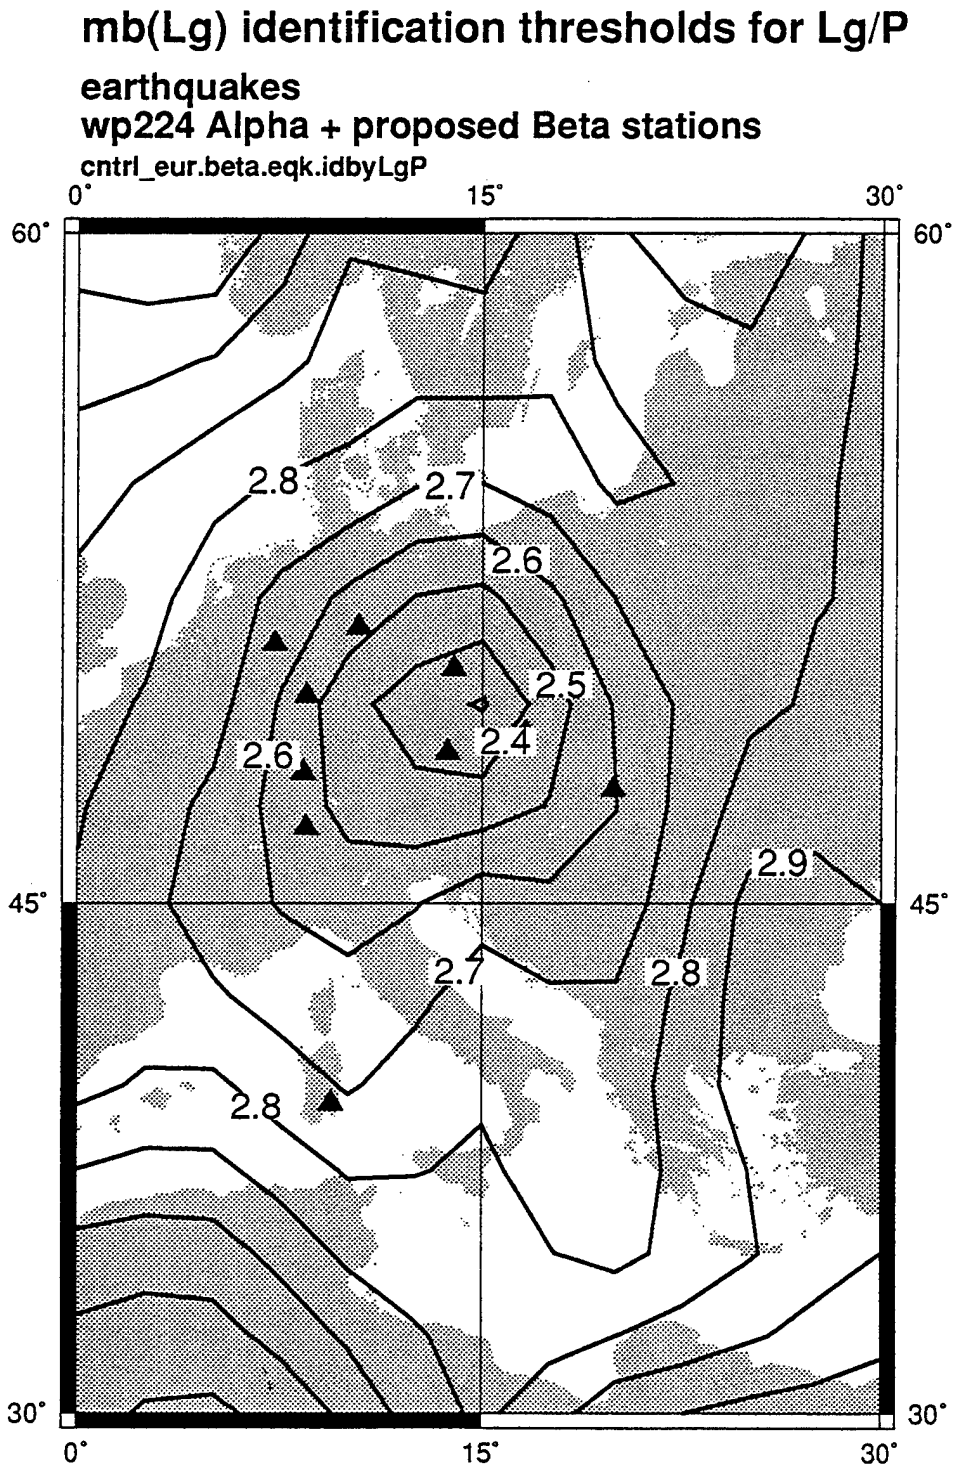 mb(Lg) identification thresholds for Lg/P
earthquakes
wp224 Alpha + proposed Beta stations
cntrl_eur.beta.eqk.idbyLgP
0° 15° 30°
60° 60°
2.8 2.7
2.6
2.5
2.6 2.4
2.9
45° 45°
2.7 2.8
2.8
30° 30°
0° 15° 30°